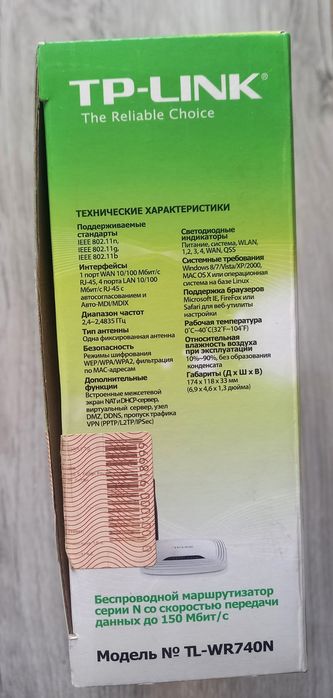 TP-LINK®
The Reliable Choice
ТЕХНИЧЕСКИЕ ХАРАКТЕРИСТИКИ
Поддерживаемые
стандарты
IEEE 802.11n,
IEEE 802.11g,
IEEE 802.11b
Интерфейсы
1 порт WAN 10/100 Мбит/с
RJ-45, 4 порта LAN 10/100
Мбит/с RJ-45 с
автосогласованием и
Авто-MDI/MDIX
Диапазон частот
2,4–2,4835 ГГц
Тип антенны
Одна фиксированная антенна
Безопасность
Режимы шифрования
WEP/WPA/WPA2, фильтрация
по MAC-адресам
Дополнительные
функции
Встроенные межсетевой
экран NAT и DHCP-сервер,
виртуальный сервер, узел
DMZ, DDNS, пропуск трафика
VPN (PPTP/L2TP/IPSec)
Светодиодные
индикаторы
Питание, система, WLAN,
1,2, 3, 4, WAN, QSS
Системные требования
Windows 8/7/Vista/XP/2000,
MAC OS X или операционная
система на базе Linux
Поддержка браузеров
Microsoft IE, FireFox или
Safari для веб-утилиты
настройки
Рабочая температура
0°C~40°C (32°F~104°F)
Относительная
влажность воздуха
при эксплуатации
10%~90%, без образования
конденсата
Габариты (Д х Ш х В)
174 x 118 x 33 мм
(6,9 x 4,6 x 1,3 дюйма)
TP-LINK
Беспроводной маршрутизатор
серии N со скоростью передачи
данных до 150 Мбит/с
Модель № TL-WR740N